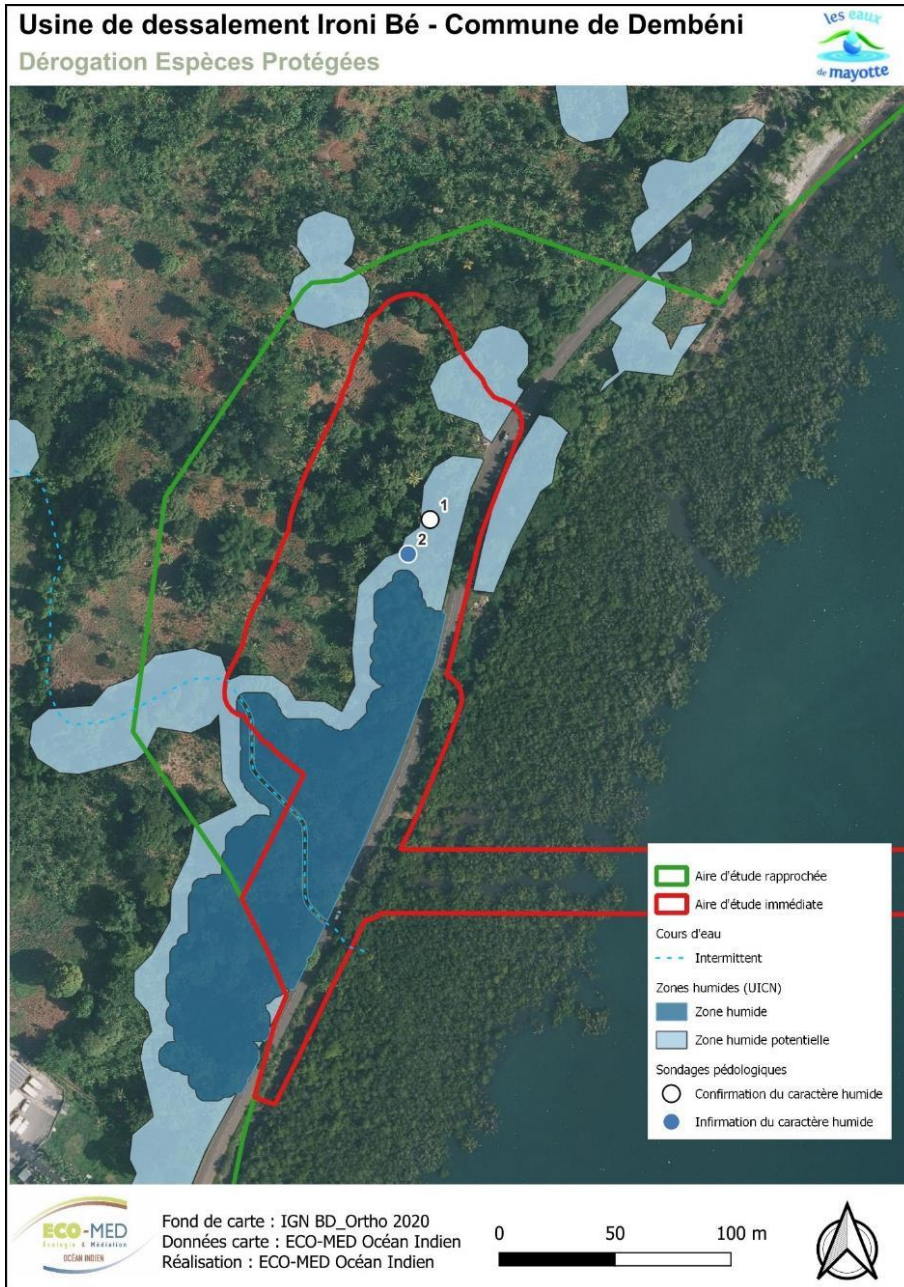 Usine de dessalement Ironi Bé - Commune de Dembéni
Dérogation Espèces Protégées
les eaux
de mayotte
1
2
Aire d'étude rapprochée
Aire d'étude immédiate
Cours d'eau
Intermittent
Zones humides (UICN)
Zone humide
Zone humide potentielle
Sondages pédologiques
Confirmation du caractère humide
Infirmation du caractère humide
ECO-MED
Écologie & Médiation
OCÉAN INDIEN
Fond de carte : IGN BD_Ortho 2020
Données carte : ECO-MED Océan Indien
Réalisation : ECO-MED Océan Indien
0 50 100 m